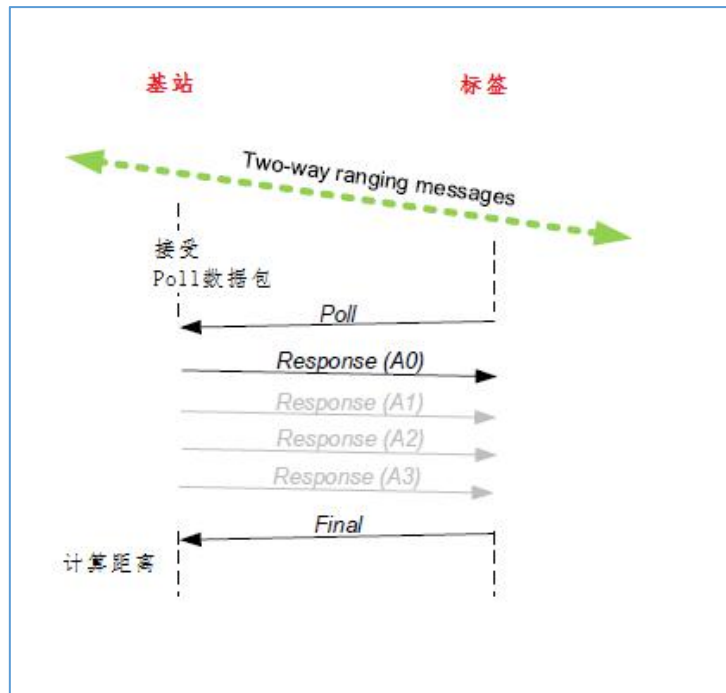 基站
标签
Two-way ranging messages
接受
Poll数据包
Poll
Response (A0)
Response (A1)
Response (A2)
Response (A3)
Final
计算距离